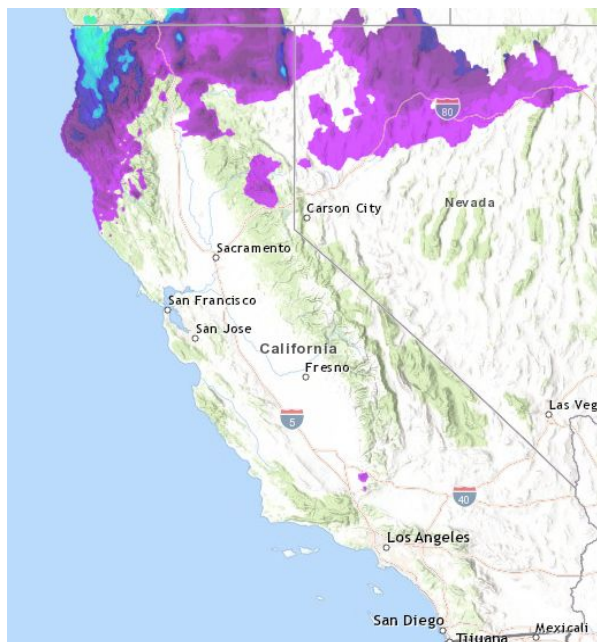 80
Carson City
Nevada
Sacramento
San Francisco
San Jose
California
Fresno
Las Veg
5
40
Los Angeles
San Diego
Tijuana
Mexicali